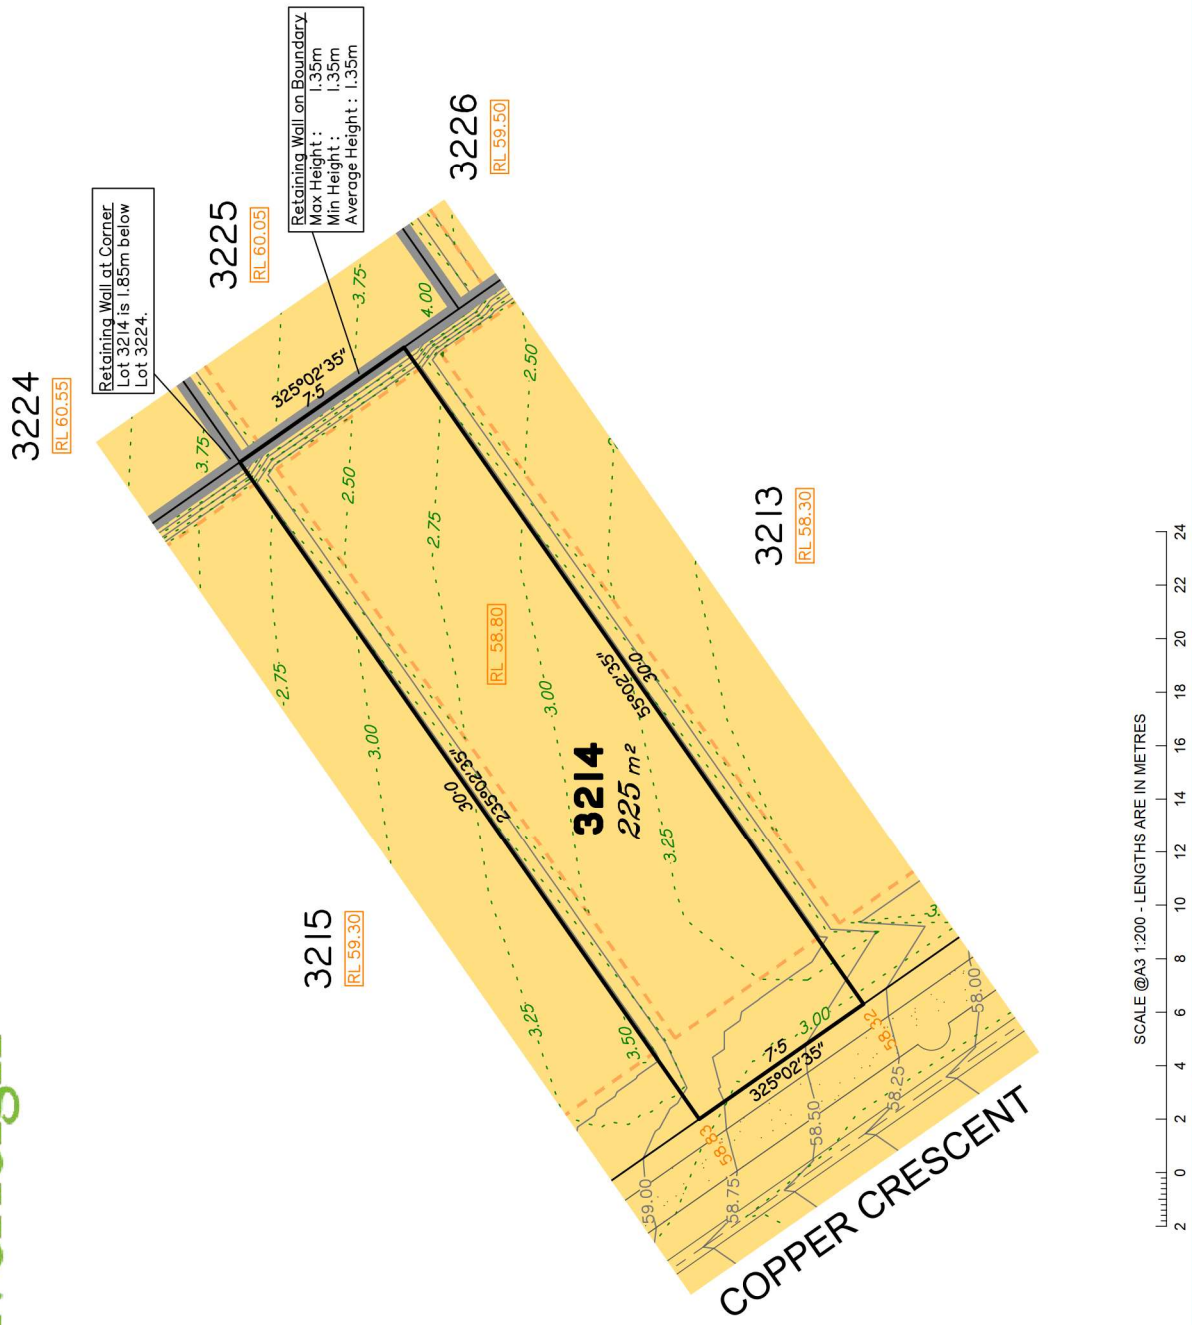 3224
RL 60.55
Retaining Wall at Corner
Lot 3214 is 1.85m below
Lot 3224.
3225
RL 60.05
Retaining Wall on Boundary
Max Height : 1.35m
Min Height : 1.35m
Average Height : 1.35m
3226
RL 59.50
3.75
325°02'35"
7·5
3.75
4.00
2.50
2.50
2.75
2.75
3.00
3.00
RL 58.80
3213
RL 58.30
30·0
235°02'35"
55°02'35"
30·0
3214
225 m²
3.25
3215
RL 59.30
3.25
3.50
3.00
3.
7·5
325°02'35"
58.83
58.32
59.00
58.75
58.50
58.25
58.00
COPPER CRESCENT
SCALE @A3 1:200 - LENGTHS ARE IN METRES
2 0 2 4 6 8 10 12 14 16 18 20 22 24